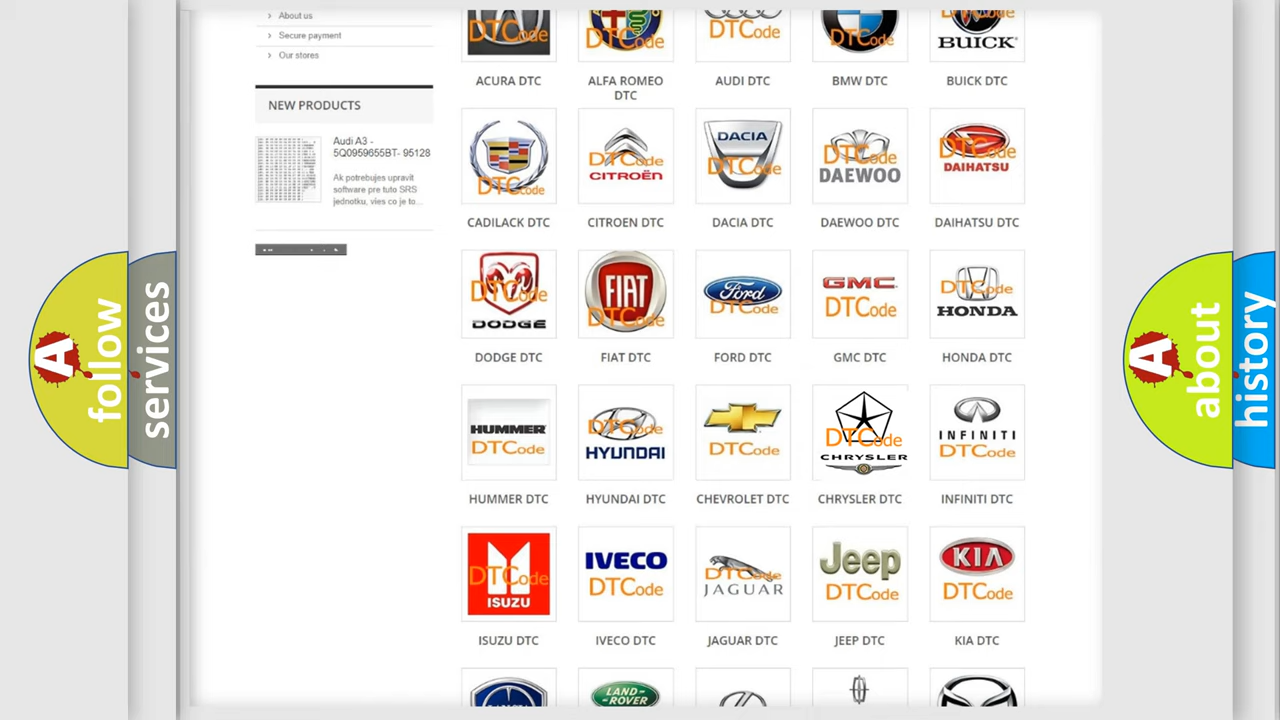 About us
Secure payment
Our stores
NEW PRODUCTS
Audi A3 -
5Q0959655BT- 95128
Ak potrebujes upravit
software pre tuto SRS
jednotku, vies co je to...
DTCode
DTCode
DTCode
DTCode
BUICK
ACURA DTC
ALFA ROMEO
DTC
AUDI DTC
BMW DTC
BUICK DTC
DTCode
DTCode
CITROËN
DACIA
DTCode
DTCode
DAEWOO
DTCode
DAIHATSU
CADILACK DTC
CITROEN DTC
DACIA DTC
DAEWOO DTC
DAIHATSU DTC
DTCode
DODGE
FIAT
DTCode
Ford
DTCode
GMC
DTCode
DTCode
HONDA
DODGE DTC
FIAT DTC
FORD DTC
GMC DTC
HONDA DTC
HUMMER
DTCode
DTCode
HYUNDAI
DTCode
DTCode
CHRYSLER
INFINITI
DTCode
HUMMER DTC
HYUNDAI DTC
CHEVROLET DTC
CHRYSLER DTC
INFINITI DTC
DTCode
ISUZU
IVECO
DTCode
DTCode
JAGUAR
Jeep
DTCode
KIA
DTCode
ISUZU DTC
IVECO DTC
JAGUAR DTC
JEEP DTC
KIA DTC
LAND-
ROVER
A
follow
services
A
about
history